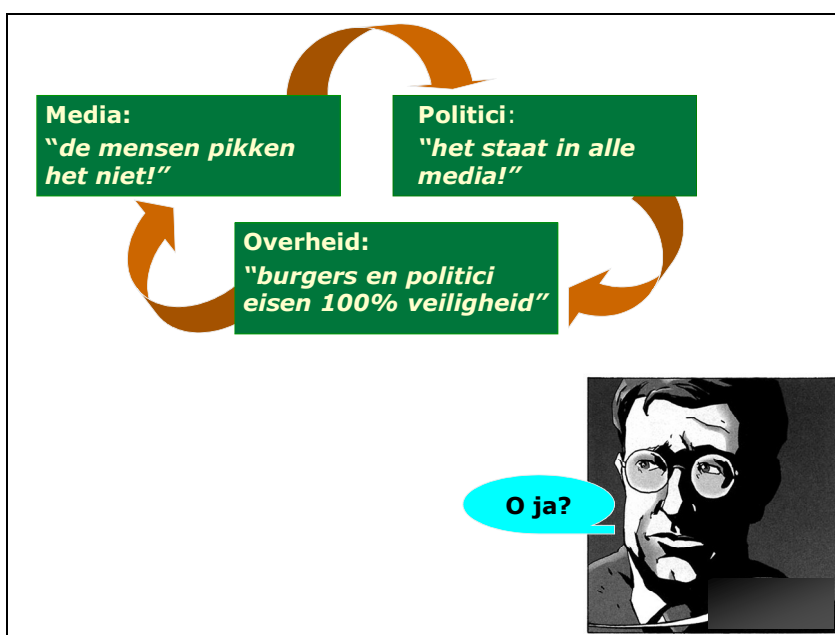 Media:
“de mensen pikken
het niet!”
Politici:
“het staat in alle
media!”
Overheid:
“burgers en politici
eisen 100% veiligheid”
O ja?